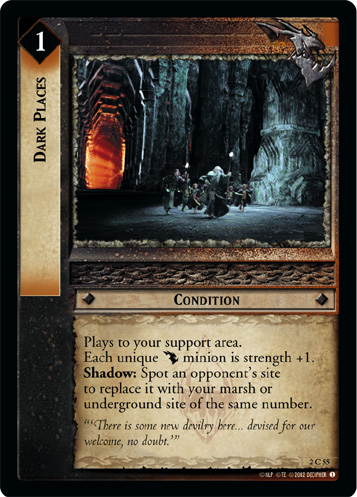 1
DARK PLACES
CONDITION
Plays to your support area.
Each unique minion is strength +1.
Shadow: Spot an opponent's site
to replace it with your marsh or
underground site of the same number.
“‘There is some new devilry here... devised for our
welcome, no doubt.’”
2 C 55
©NLP ©TE ©2002 DECIPHER